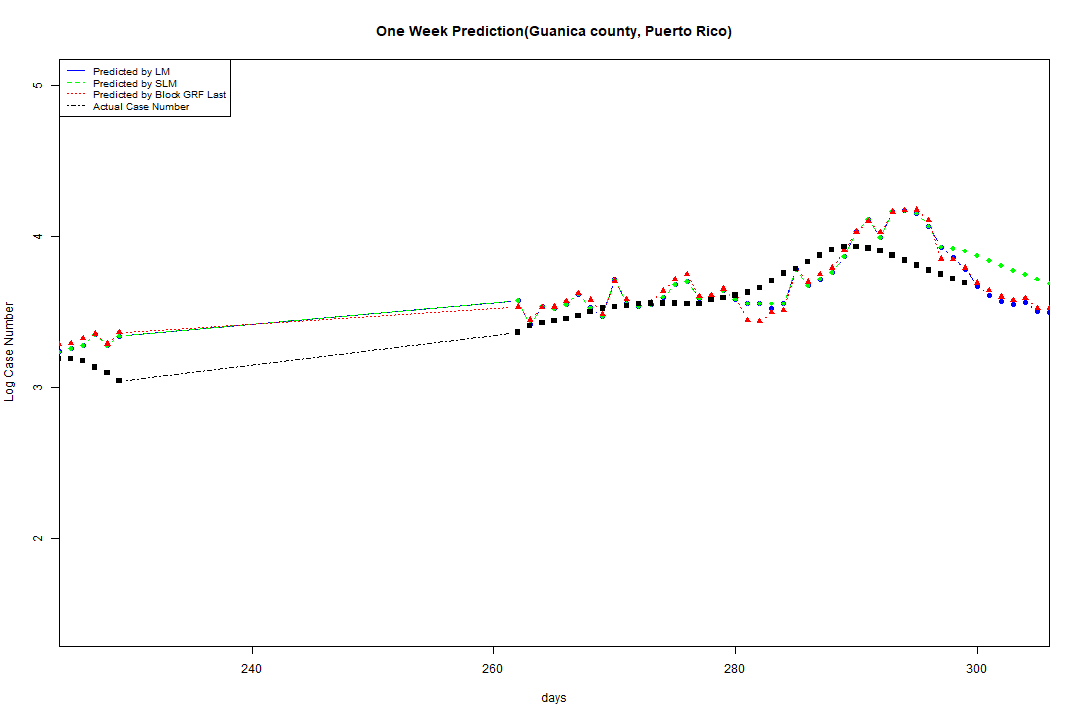 One Week Prediction(Guanica county, Puerto Rico)
Predicted by LM
Predicted by SLM
Predicted by Block GRF Last
Actual Case Number
5
4
3
2
Log Case Number
240
260
280
300
days